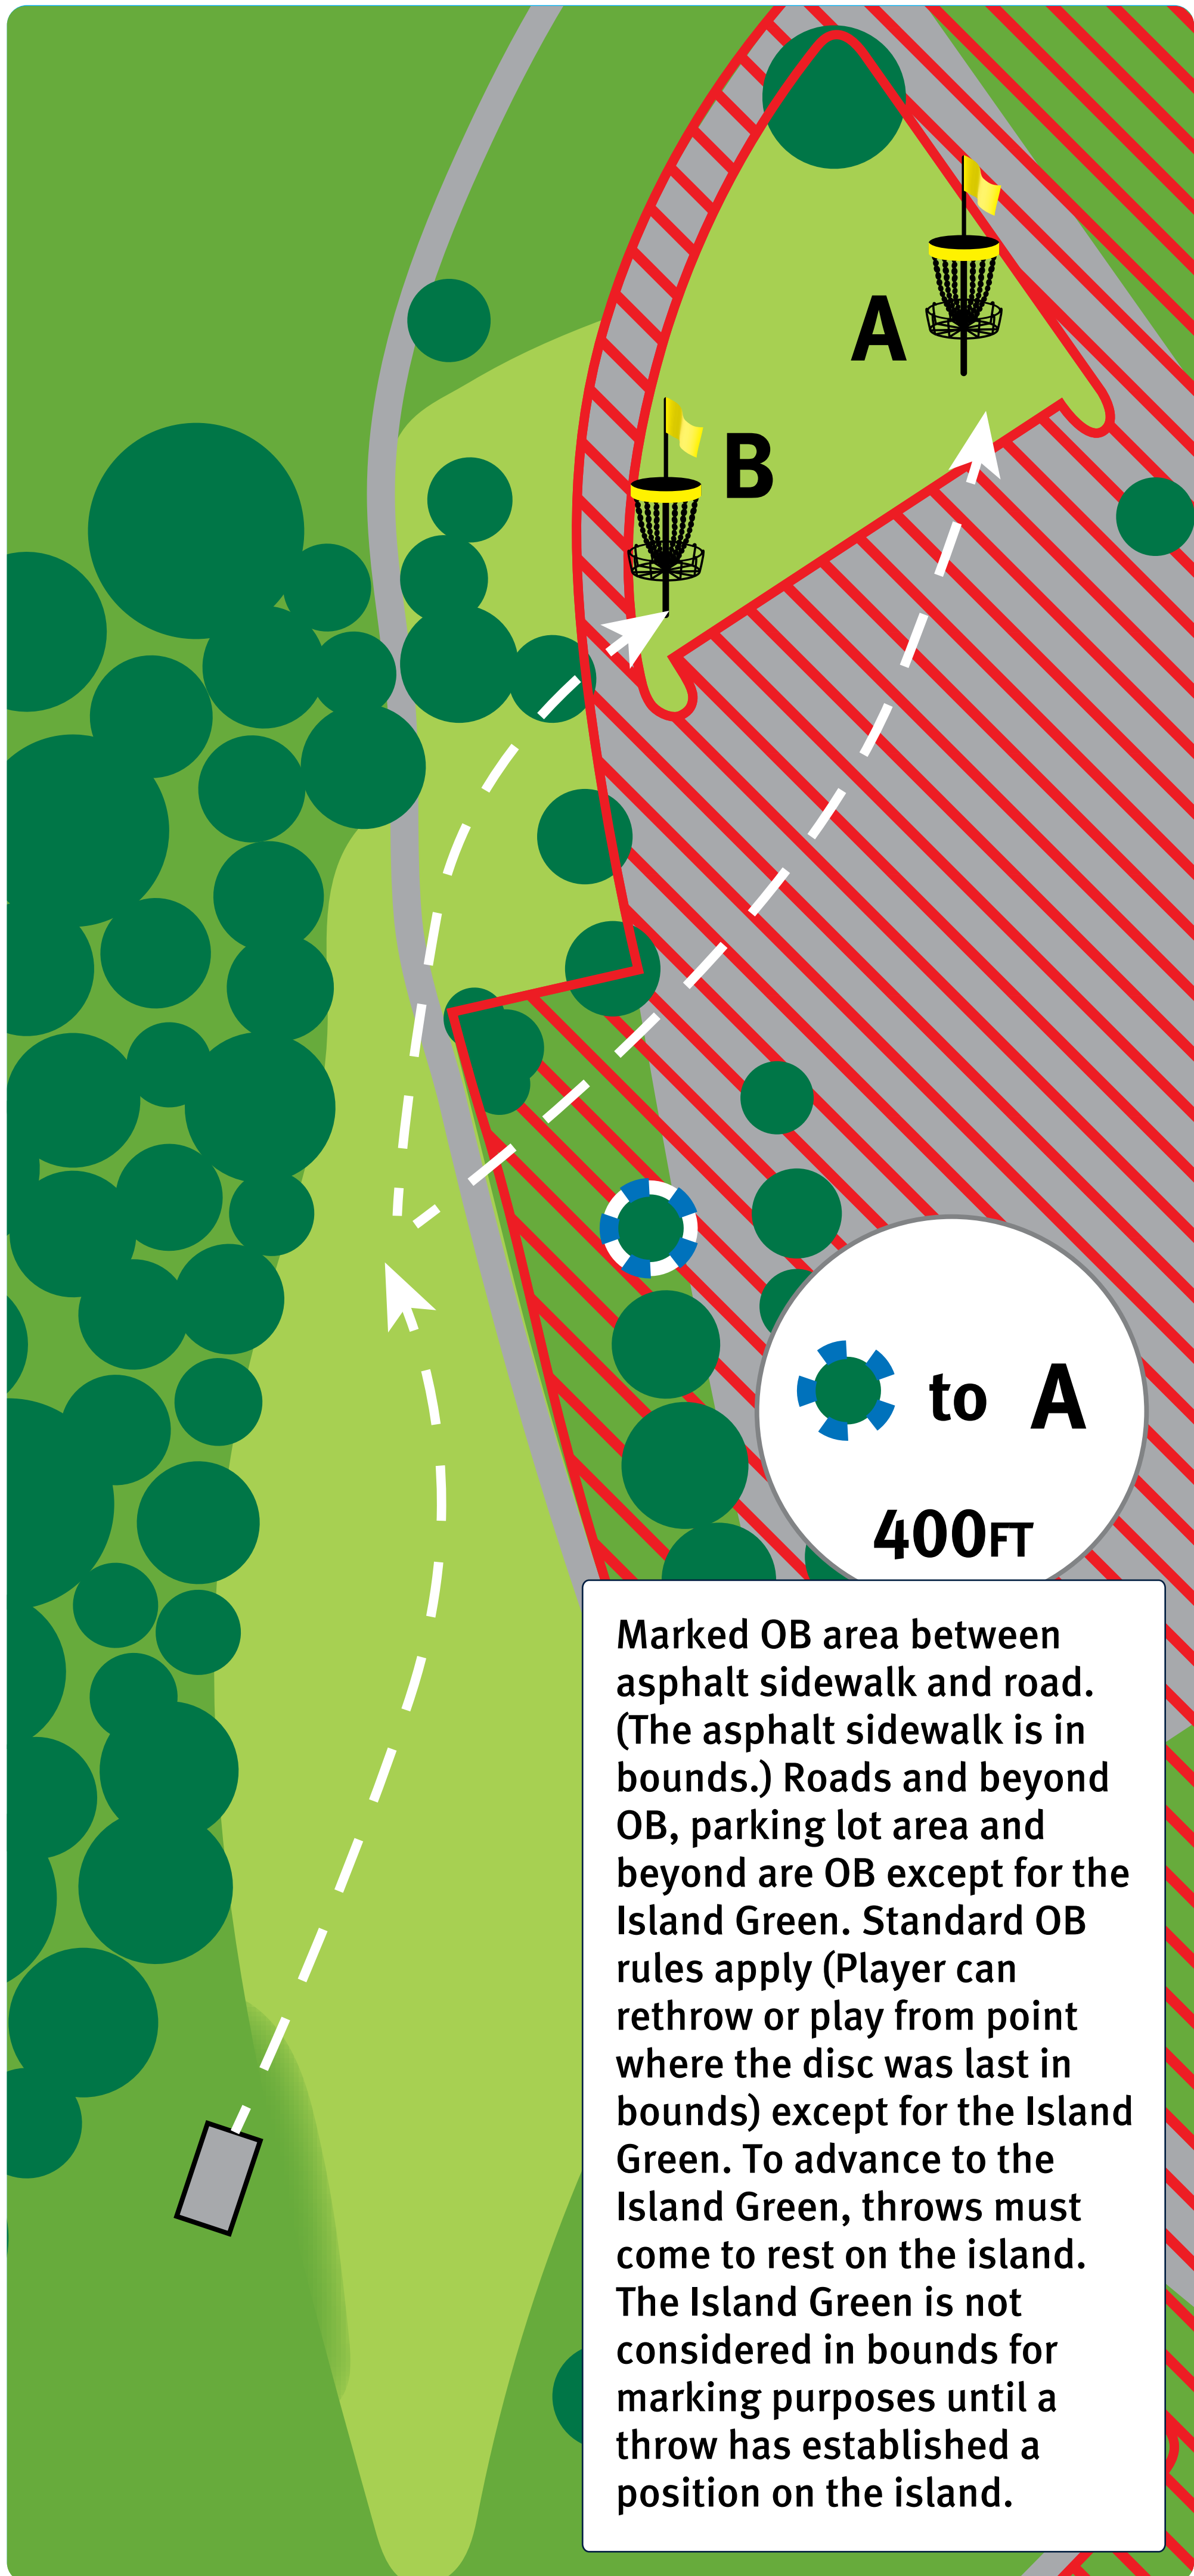 A
B
to A
400FT
Marked OB area between
asphalt sidewalk and road.
(The asphalt sidewalk is in
bounds.) Roads and beyond
OB, parking lot area and
beyond are OB except for the
Island Green. Standard OB
rules apply (Player can
rethrow or play from point
where the disc was last in
bounds) except for the Island
Green. To advance to the
Island Green, throws must
come to rest on the island.
The Island Green is not
considered in bounds for
marking purposes until a
throw has established a
position on the island.